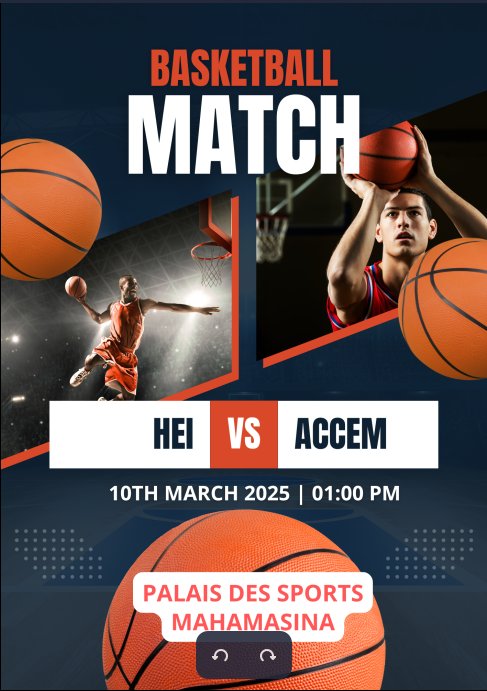 BASKETBALL
MATCH
HEI VS ACCEM
10TH MARCH 2025 | 01:00 PM
PALAIS DES SPORTS
MAHAMASINA